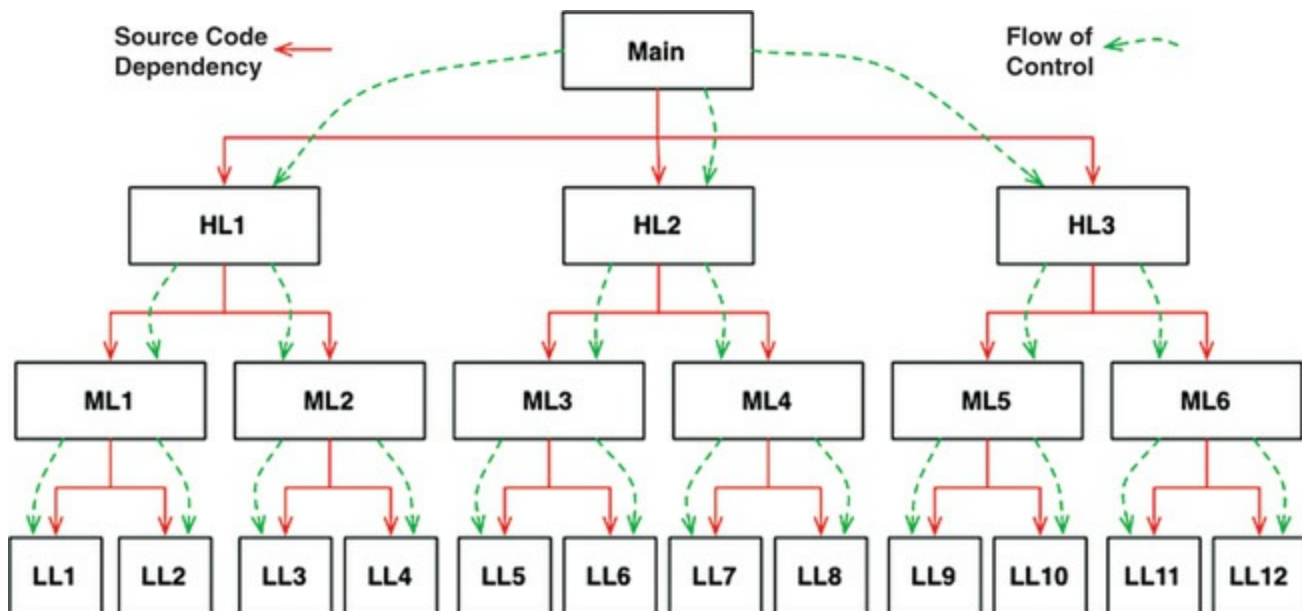 Source Code
Dependency
Main
Flow of
Control
HL1
HL2
HL3
ML1
ML2
ML3
ML4
ML5
ML6
LL1
LL2
LL3
LL4
LL5
LL6
LL7
LL8
LL9
LL10
LL11
LL12